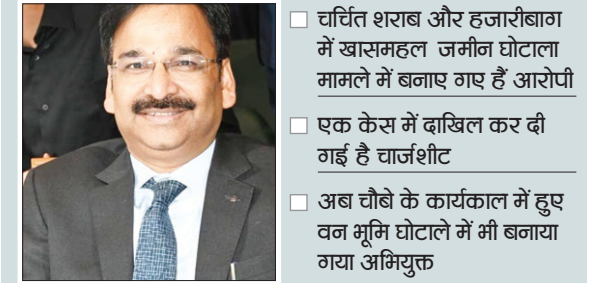 चर्चित शराब और हजारीबाग
में खासमहल जमीन घोटाला
मामले में बनाए गए हैं आरोपी
एक केस में दाखिल कर दी
गई है चार्जशीट
अब चौबे के कार्यकाल में हुए
वन भूमि घोटाले में भी बनाया
गया अभियुक्त